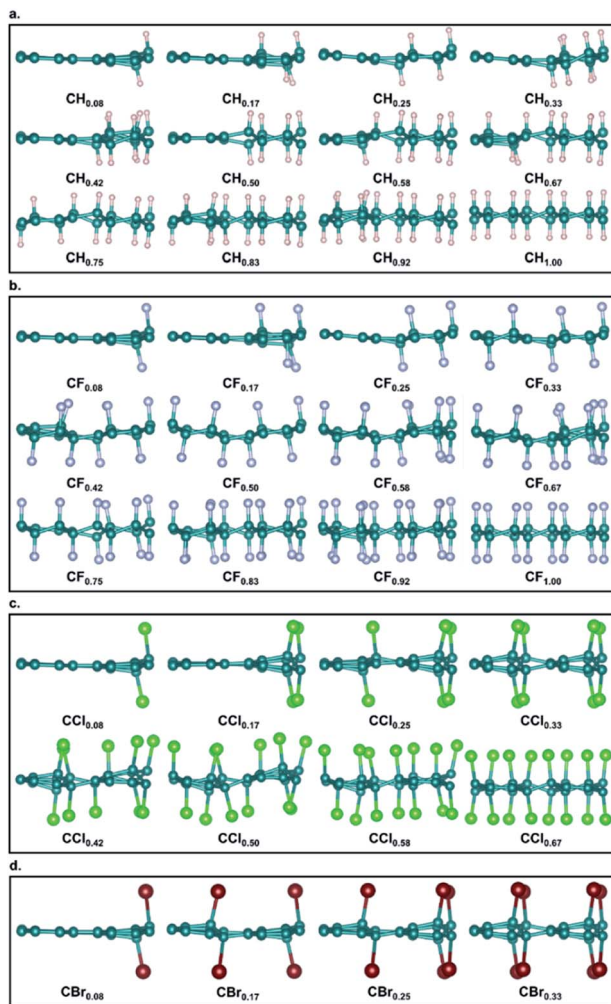 a.
CH0.08 CH0.17 CH0.25 CH0.33
CH0.42 CH0.50 CH0.58 CH0.67
CH0.75 CH0.83 CH0.92 CH1.00
b.
CF0.08 CF0.17 CF0.25 CF0.33
CF0.42 CF0.50 CF0.58 CF0.67
CF0.75 CF0.83 CF0.92 CF1.00
c.
CCl0.08 CCl0.17 CCl0.25 CCl0.33
CCl0.42 CCl0.50 CCl0.58 CCl0.67
d.
CBr0.08 CBr0.17 CBr0.25 CBr0.33